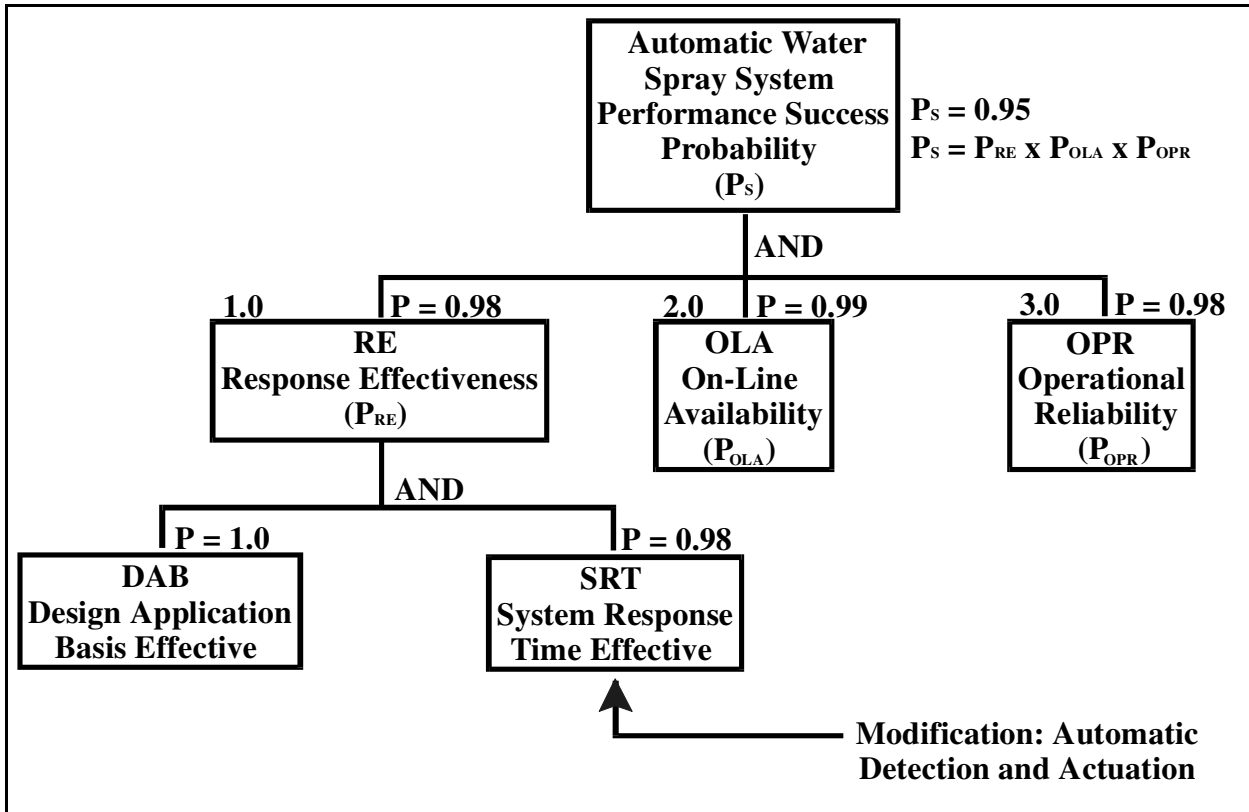 Automatic Water
Spray System
Performance Success
Probability
(PS)
PS = 0.95
PS = PRE x POLA x POPR
AND
1.0
P = 0.98
RE
Response Effectiveness
(PRE)
2.0
P = 0.99
OLA
On-Line
Availability
(POLA)
3.0
P = 0.98
OPR
Operational
Reliability
(POPR)
AND
P = 1.0
DAB
Design Application
Basis Effective
P = 0.98
SRT
System Response
Time Effective
Modification: Automatic
Detection and Actuation